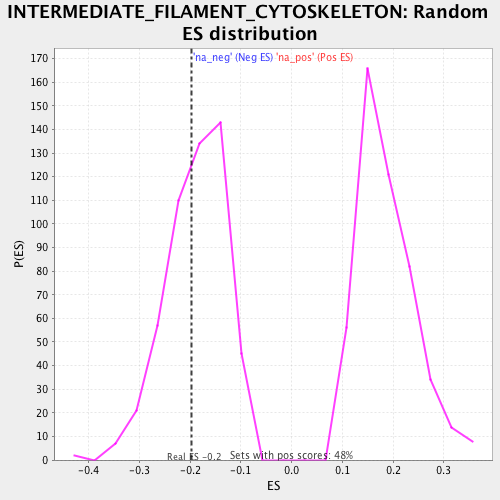 INTERMEDIATE_FILAMENT_CYTOSKELETON: Random
ES distribution
'na_neg' (Neg ES) 'na_pos' (Pos ES)
170
160
150
140
130
120
110
100
90
80
70
60
50
40
30
20
10
0
P(ES)
Real ES -0.2 Sets with pos scores: 48%
-0.4 -0.3 -0.2 -0.1 0.0 0.1 0.2 0.3
ES